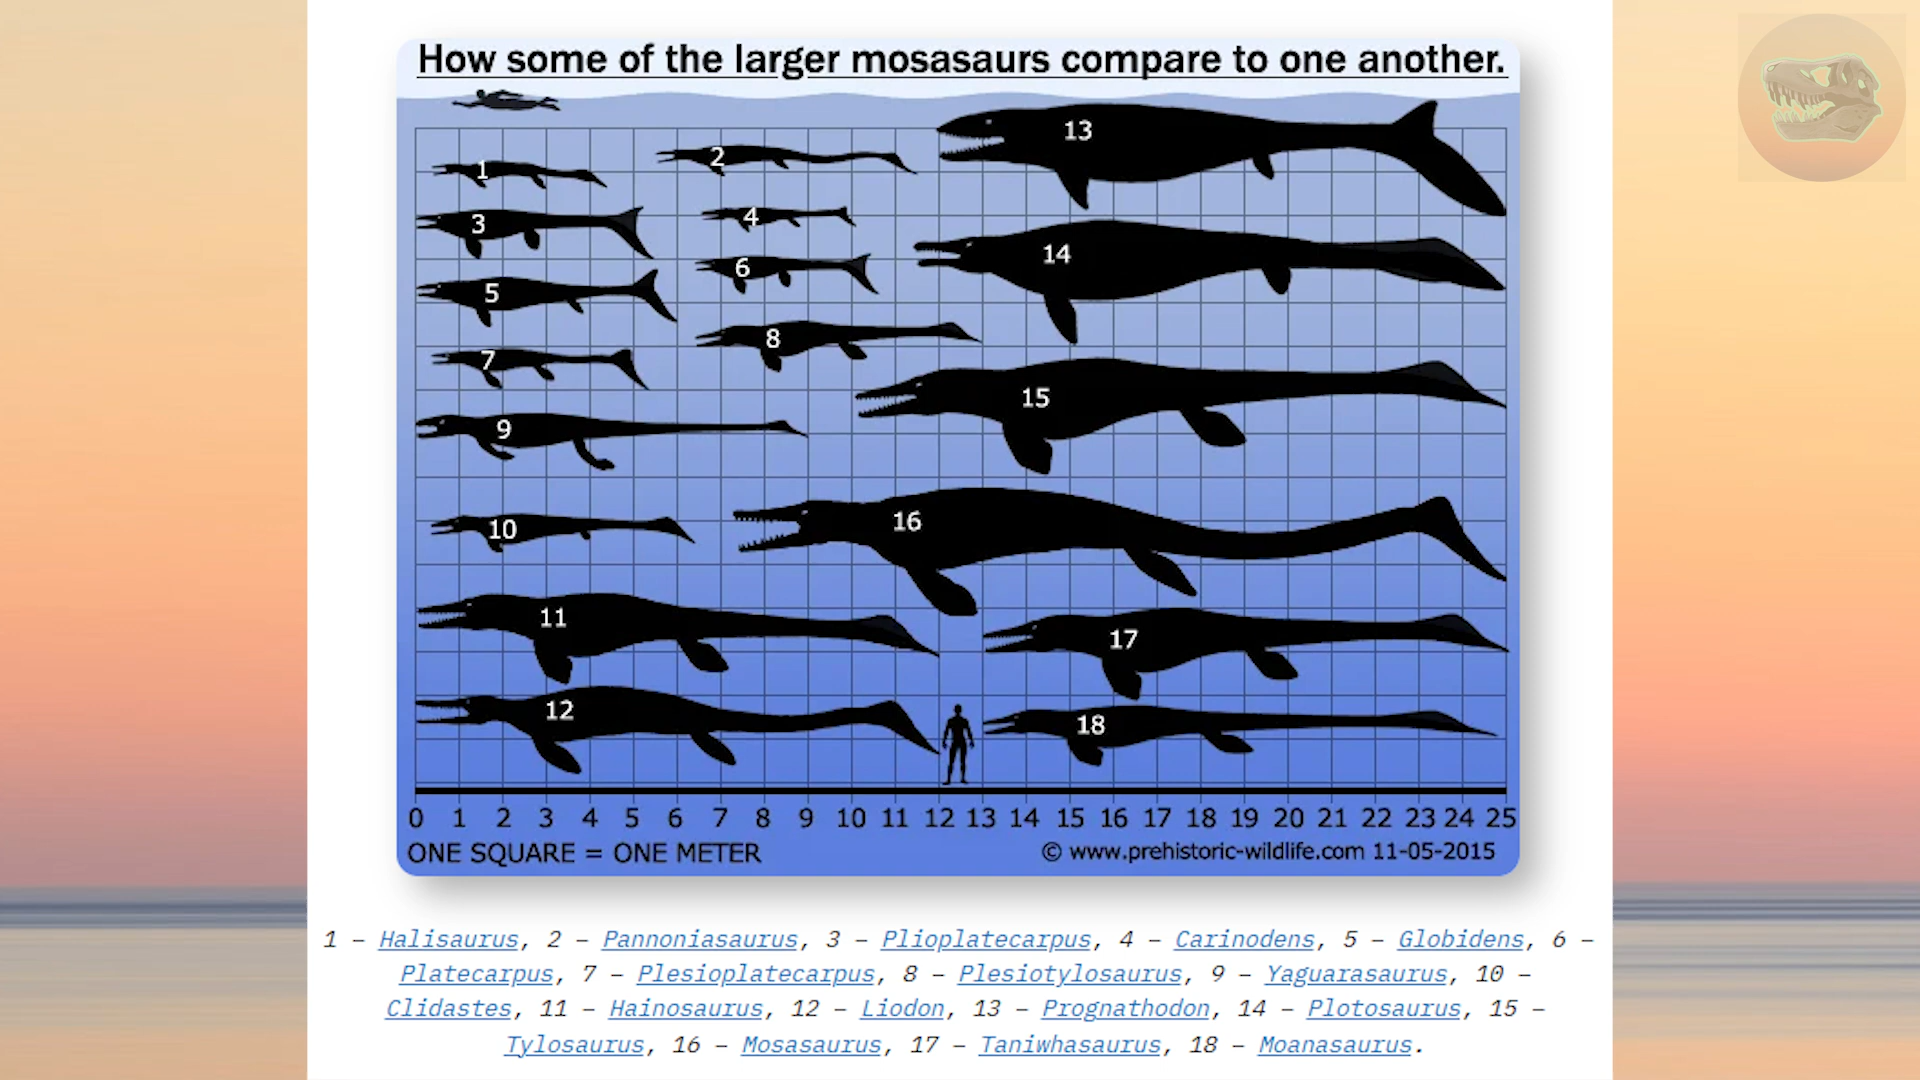 How some of the larger mosasaurs compare to one another.
13
1
2
3
4
14
5
6
7
8
15
9
10
16
11
17
12
18
0 1 2 3 4 5 6 7 8 9 10 11 12 13 14 15 16 17 18 19 20 21 22 23 24 25
ONE SQUARE = ONE METER
© www.prehistoric-wildlife.com 11-05-2015
1 – Halisaurus, 2 – Pannoniasaurus, 3 – Plioplatecarpus, 4 – Carinodens, 5 – Globidens, 6 –
Platecarpus, 7 – Plesioplatecarpus, 8 – Plesiotylosaurus, 9 – Yaguarasaurus, 10 –
Clidastes, 11 – Hainosaurus, 12 – Liodon, 13 – Prognathodon, 14 – Plotosaurus, 15 –
Tylosaurus, 16 – Mosasaurus, 17 – Taniwhasaurus, 18 – Moanasaurus.